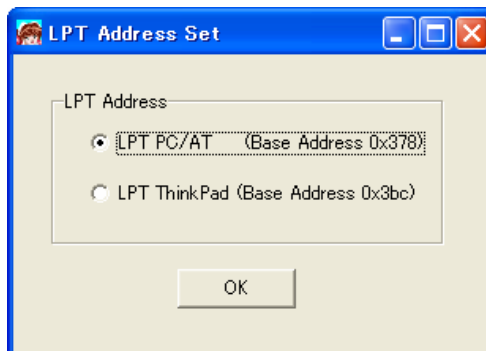 LPT Address Set
LPT Address
LPT PC/AT (Base Address 0x378)
LPT ThinkPad (Base Address 0x3bc)
OK